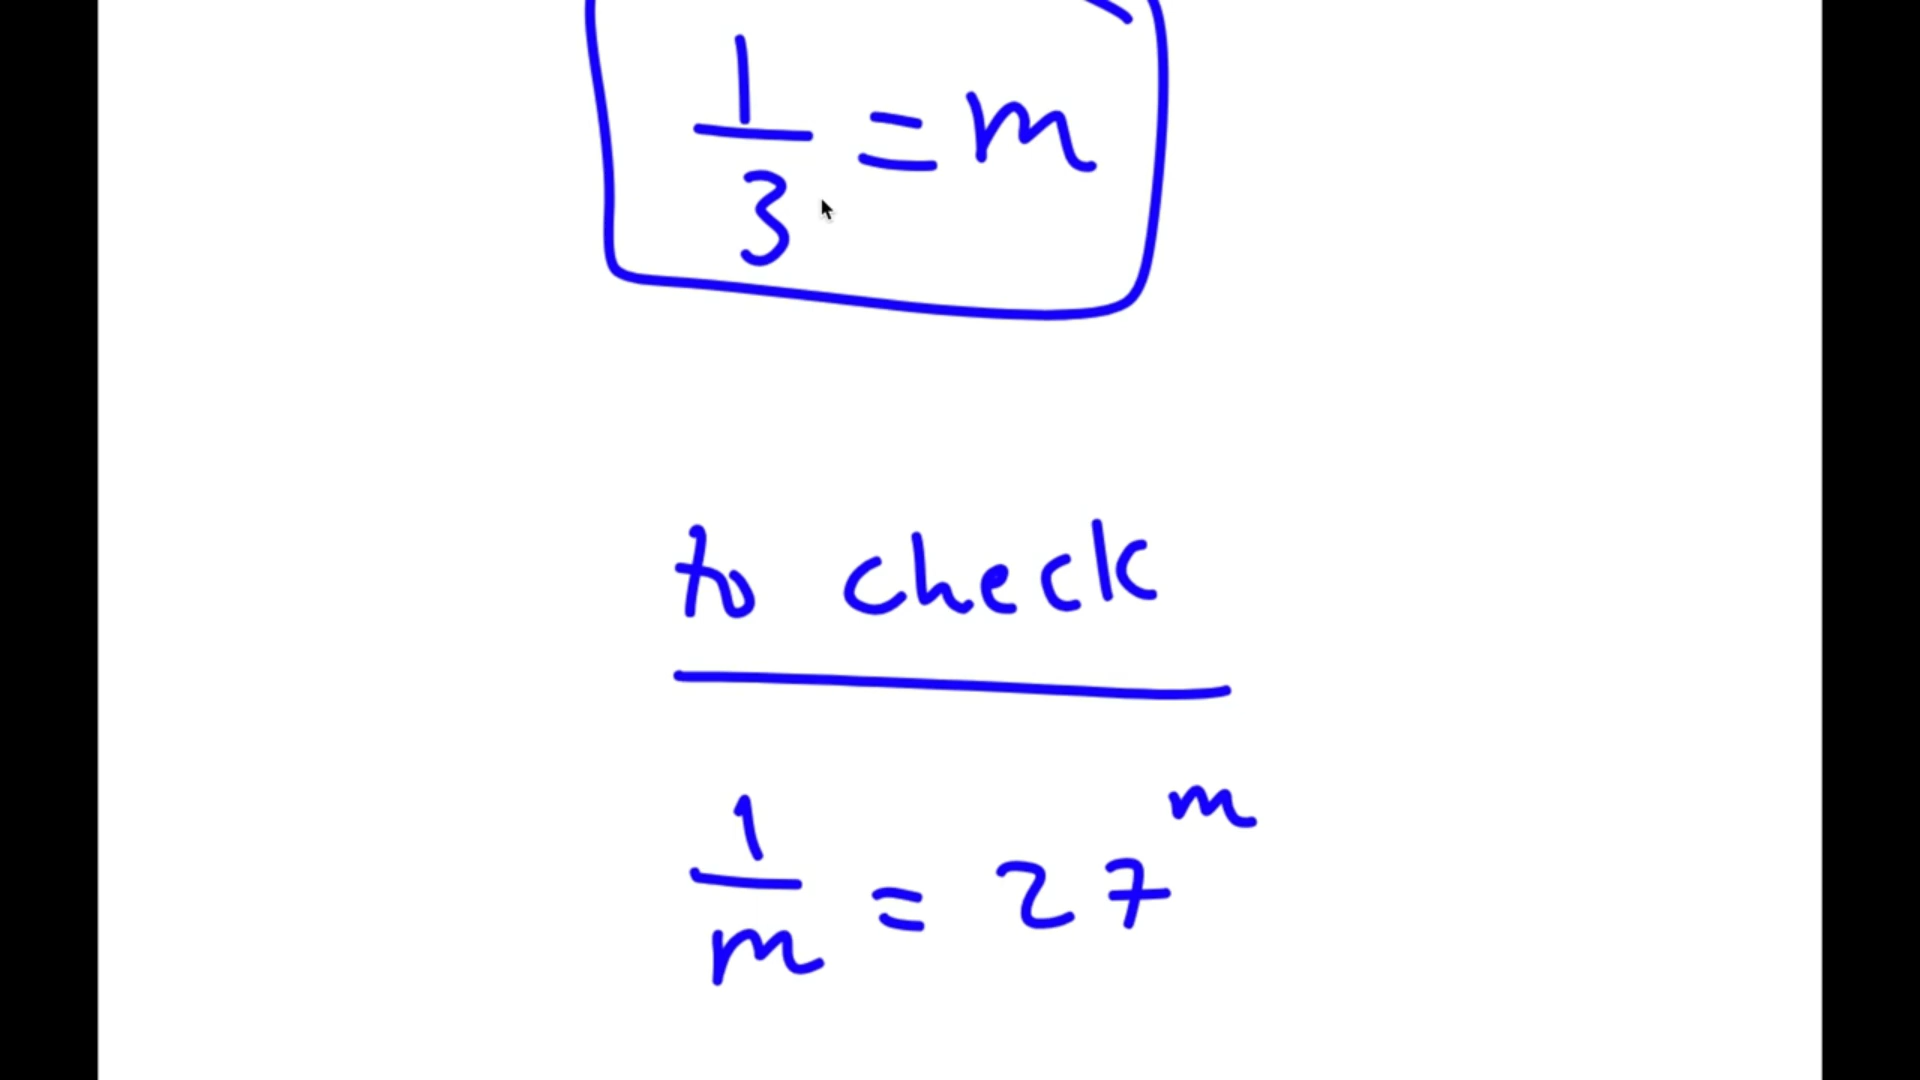 1/3 = m
to check
1/m = 27^m